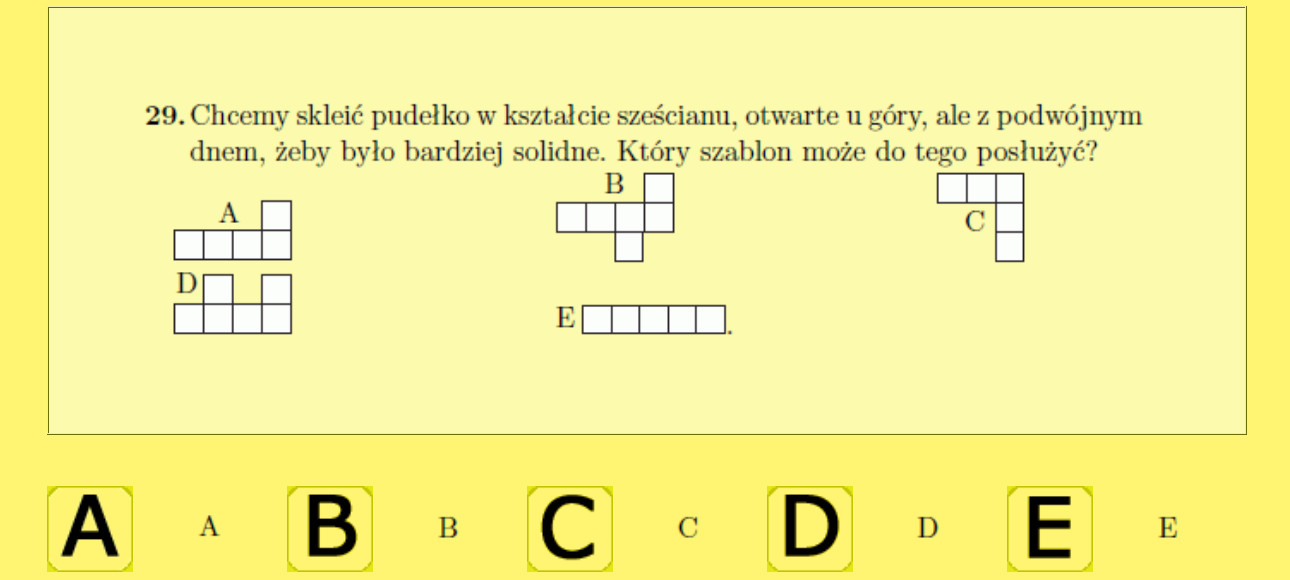 29. Chcemy skleić pudełko w kształcie sześcianu, otwarte u góry, ale z podwójnym
dnem, żeby było bardziej solidne. Który szablon może do tego posłużyć?
B
A
C
D
E .
A A B B C C D D E E